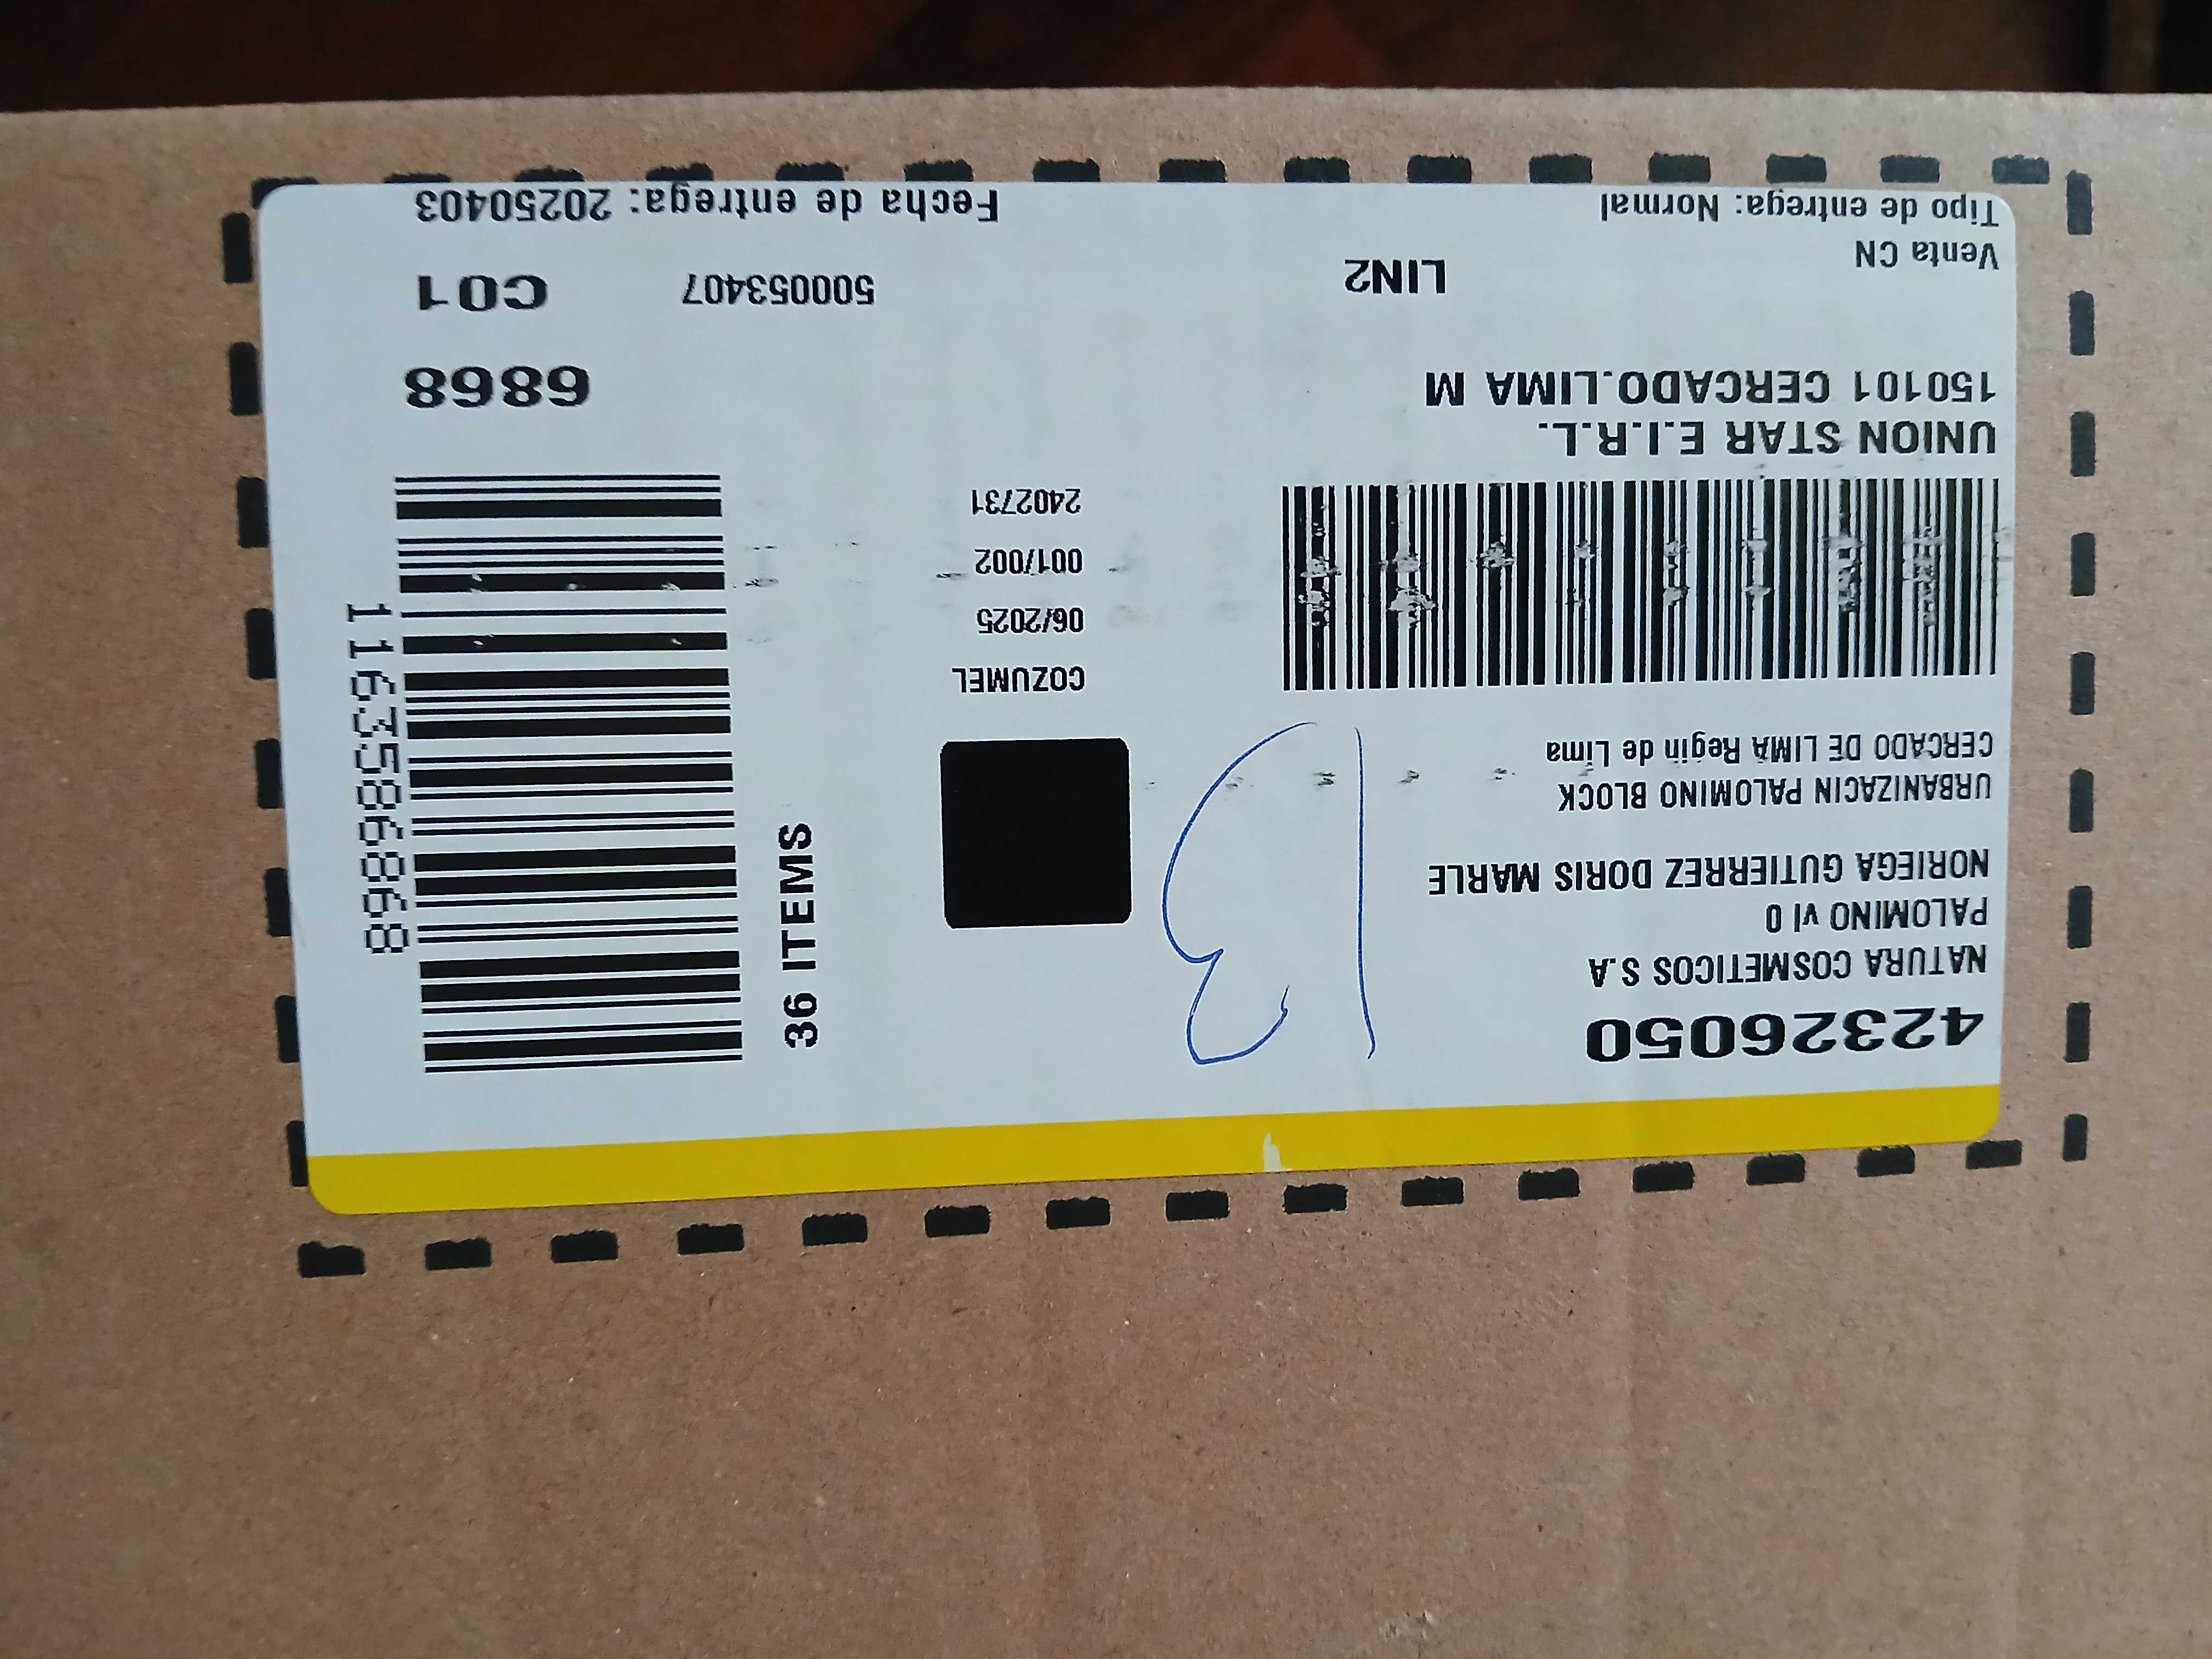 42326050
NATURA COSMETICOS S.A
PALOMINO vl 0
NORIEGA GUTIERREZ DORIS MARLE
URBANIZACIN PALOMINO BLOCK
CERCADO DE LIMA Regin de Lima
UNION STAR E.I.R.L.
150101 CERCADO.LIMA M
Venta CN
Tipo de entrega: Normal
13
COZUMEL
06/2025
001/002
2402731
LIN2
36 ITEMS
1163586868
6868
500053407 C01
Fecha de entrega: 20250403